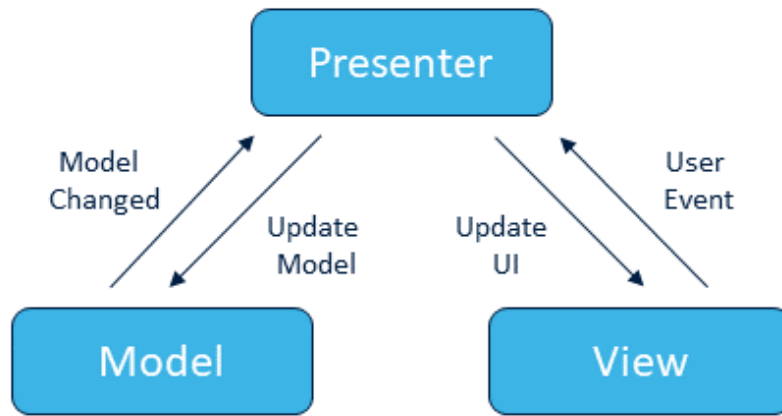 Presenter
Model
Changed
Update
Model
Update
UI
User
Event
Model
View